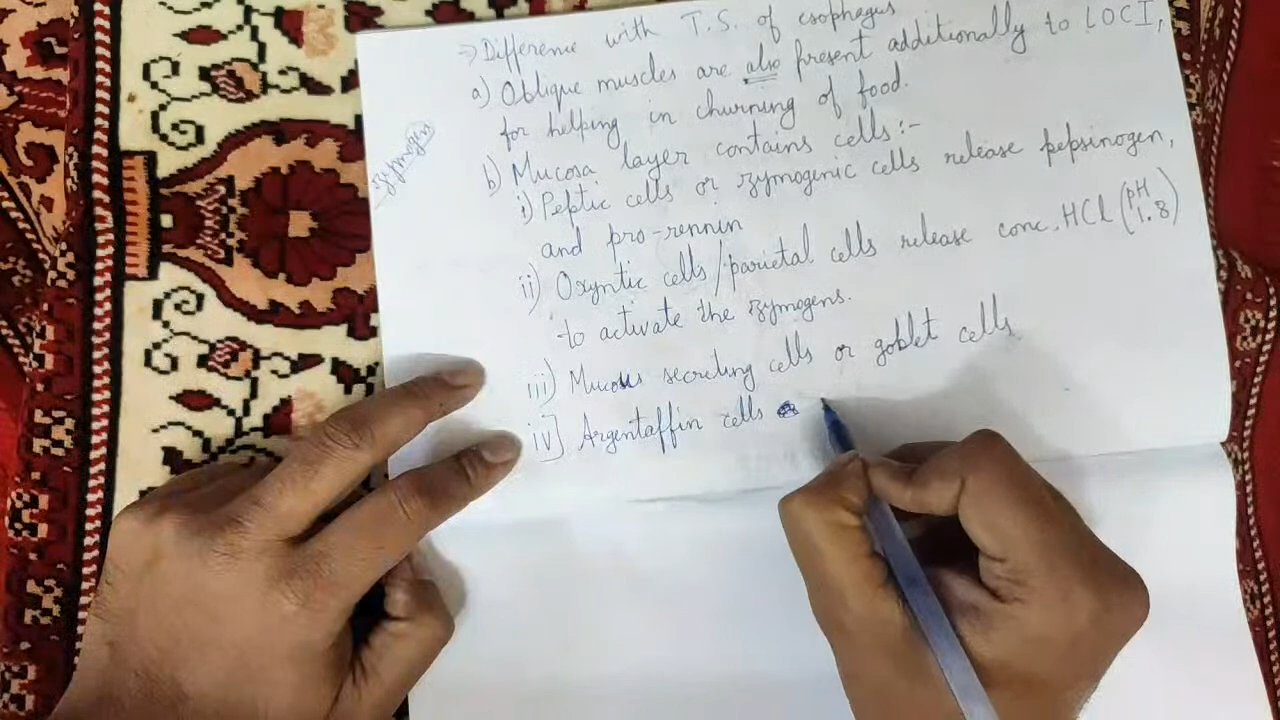 ⇒ Difference with T.S. of esophagus
a) Oblique muscles are also present additionally to LOCI,
for helping in churning of food.
zymogen
b) Mucosa layer contains cells:-
i) Peptic cells or zymogenic cells release pepsinogen,
and pro-rennin
ii) Oxyntic cells/parietal cells release conc. HCl (pH 1.8)
to activate the zymogens.
iii) Mucous secreting cells or goblet cells
iv] Argentaffin cells